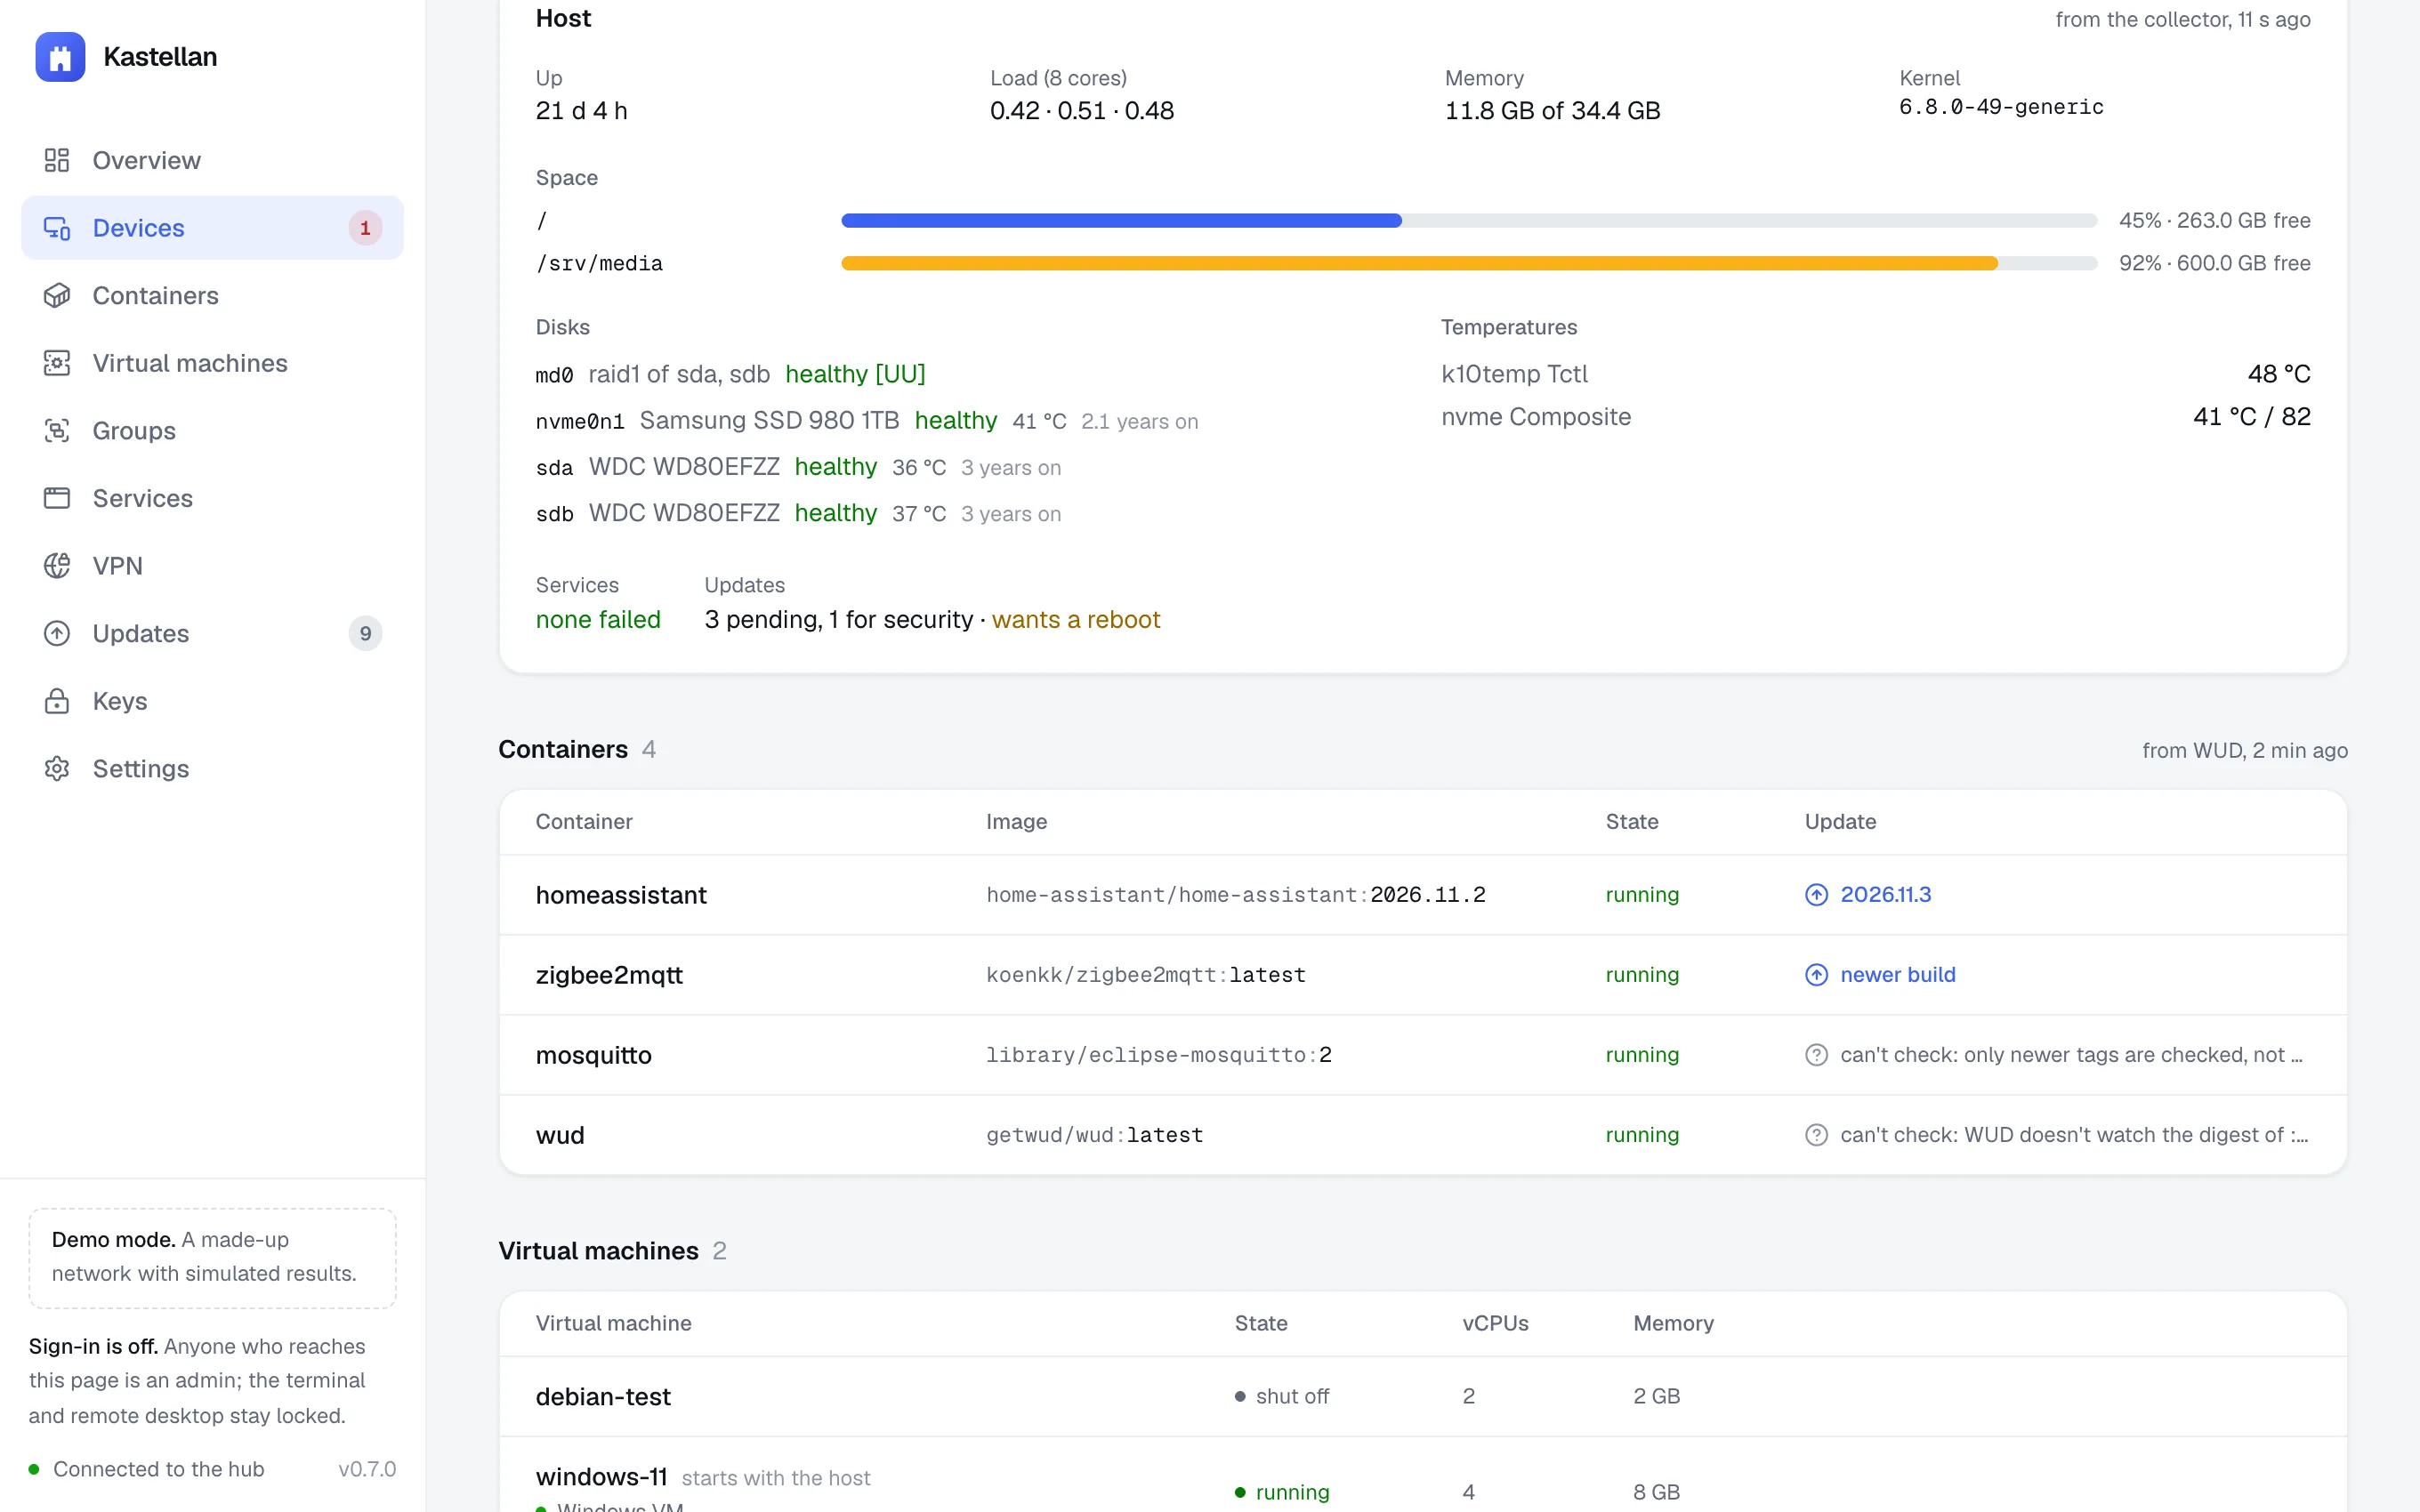 Kastellan
Overview
Devices 1
Containers
Virtual machines
Groups
Services
VPN
Updates 9
Keys
Settings
Demo mode. A made-up
network with simulated results.
Sign-in is off. Anyone who reaches
this page is an admin; the terminal
and remote desktop stay locked.
Connected to the hub v0.7.0
Host from the collector, 11 s ago
Up Load (8 cores) Memory Kernel
21 d 4 h 0.42 · 0.51 · 0.48 11.8 GB of 34.4 GB 6.8.0-49-generic
Space
/ 45% · 263.0 GB free
/srv/media 92% · 600.0 GB free
Disks
md0 raid1 of sda, sdb healthy [UU]
nvme0n1 Samsung SSD 980 1TB healthy 41 °C 2.1 years on
sda WDC WD80EFZZ healthy 36 °C 3 years on
sdb WDC WD80EFZZ healthy 37 °C 3 years on
Temperatures
k10temp Tctl 48 °C
nvme Composite 41 °C / 82
Services Updates
none failed 3 pending, 1 for security · wants a reboot
Containers 4 from WUD, 2 min ago
Container Image State Update
homeassistant home-assistant/home-assistant:2026.11.2 running 2026.11.3
zigbee2mqtt koenkk/zigbee2mqtt:latest running newer build
mosquitto library/eclipse-mosquitto:2 running can't check: only newer tags are checked, not …
wud getwud/wud:latest running can't check: WUD doesn't watch the digest of :…
Virtual machines 2
Virtual machine State vCPUs Memory
debian-test shut off 2 2 GB
windows-11 starts with the host running 4 8 GB
Windows VM